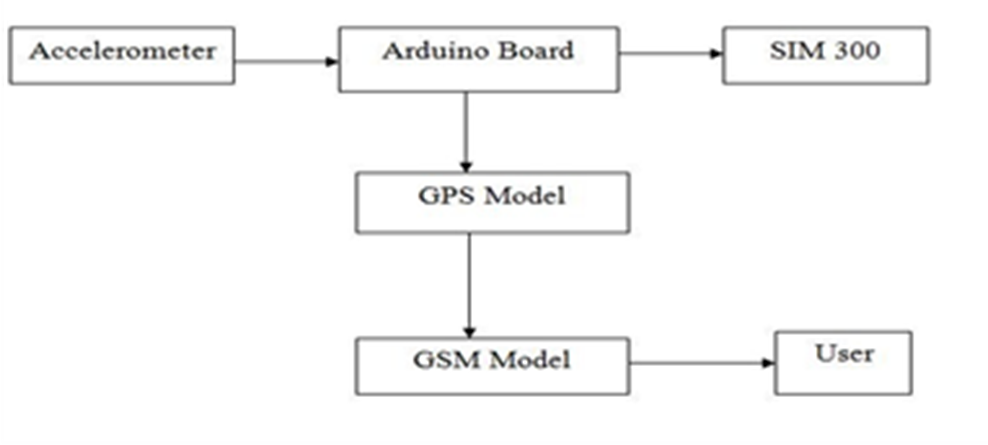 Accelerometer
Arduino Board
SIM 300
GPS Model
GSM Model
User